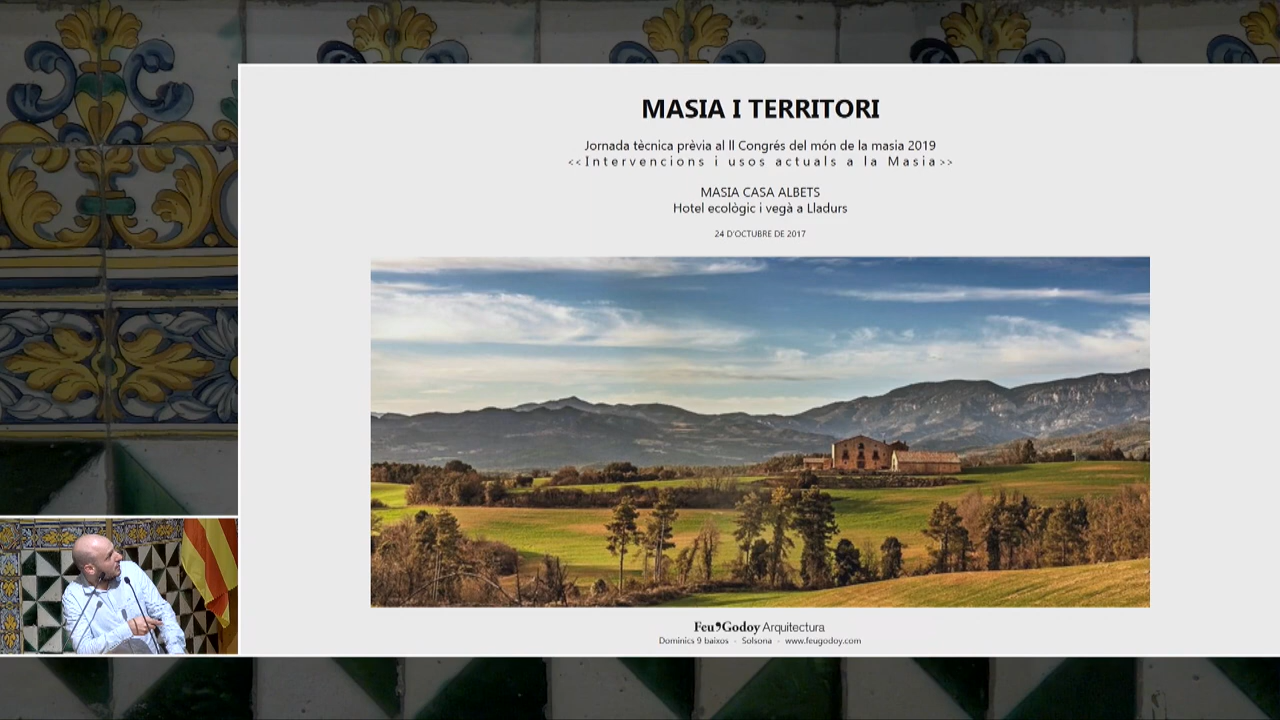 MASIA I TERRITORI
Jornada tècnica prèvia al II Congrés del món de la masia 2019
<<Intervencions i usos actuals a la Masia>>
MASIA CASA ALBETS
Hotel ecològic i vegà a Lladurs
24 D'OCTUBRE DE 2017
Feu❜Godoy Arquitectura
Dominics 9 baixos · Solsona · www.feugodoy.com